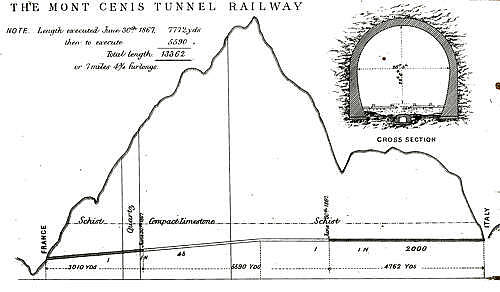 THE MONT CENIS TUNNEL RAILWAY
NOTE. Length executed June 30th 1867, 7772 yds
then to execute 5590 "
Total length 13362
or 7 miles 4¾ furlongs.
CROSS SECTION
FRANCE
Schist
Quartz
Compact limestone
Schist
ITALY
1 IN 45
1 IN 2000
3010 YDS
5590 YDS
4762 YDS